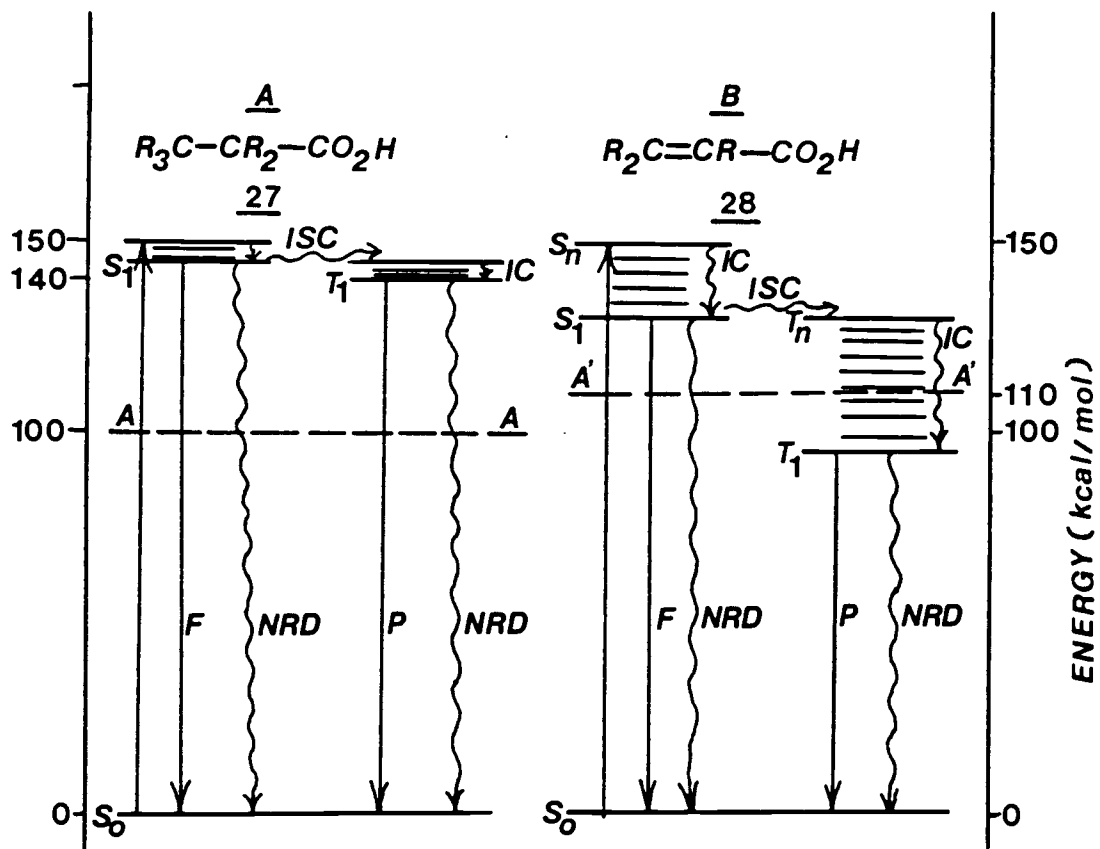 A
R3C-CR2-CO2H
27
150
140
100
0
S1
ISC
T1
IC
A
A
F
NRD
P
NRD
S0
B
R2C=CR-CO2H
28
Sn
IC
S1
ISC
Tn
IC
A'
A'
T1
F
NRD
P
NRD
S0
150
110
100
0
ENERGY (kcal/mol)